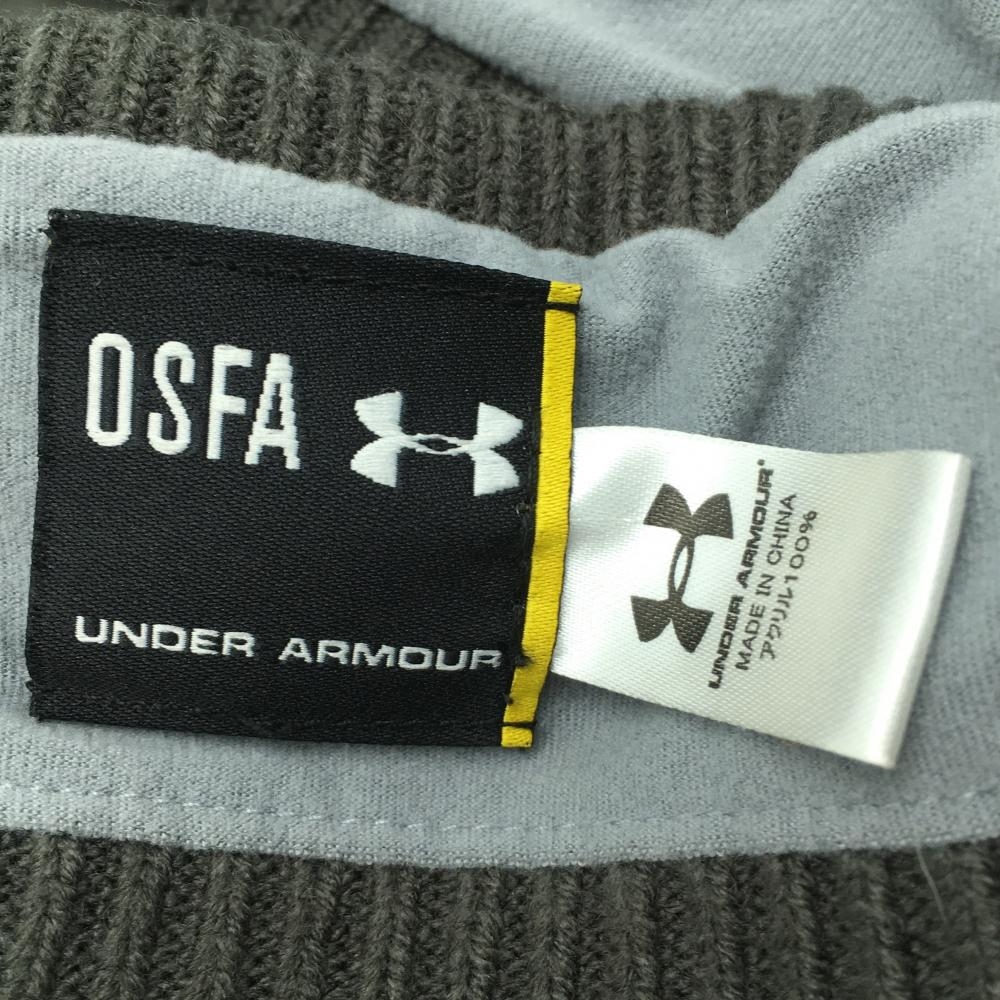 OSFA
UNDER ARMOUR
UNDER ARMOUR®
MADE IN CHINA
アクリル100%